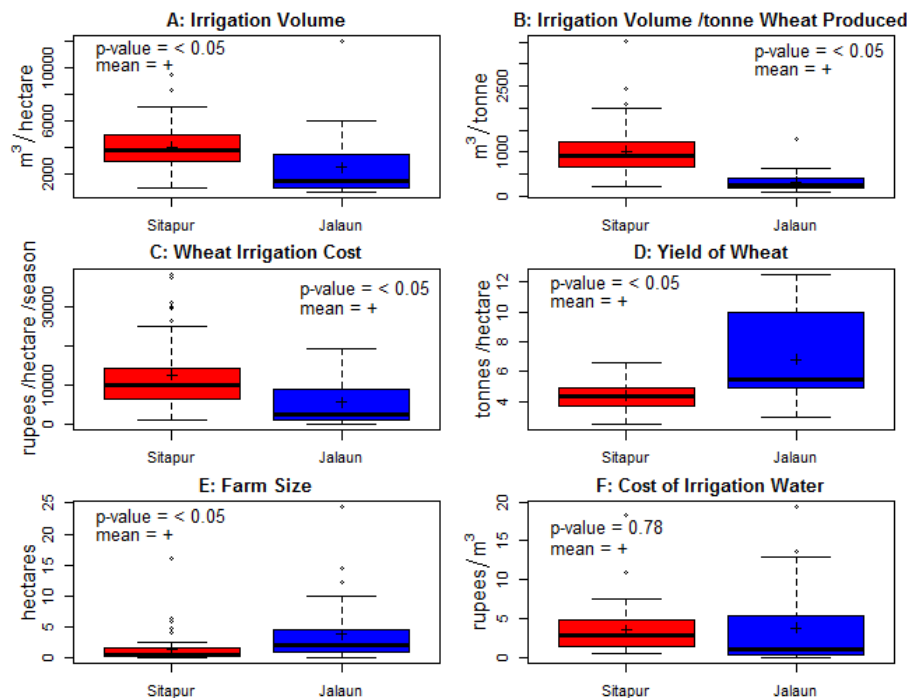 A: Irrigation Volume
p-value = < 0.05
mean = +
m³/hectare
10000
6000
2000
Sitapur
Jalaun
B: Irrigation Volume /tonne Wheat Produced
p-value = < 0.05
mean = +
m³/tonne
2500
1000
0
Sitapur
Jalaun
C: Wheat Irrigation Cost
p-value = < 0.05
mean = +
rupees /hectare /season
30000
10000
0
Sitapur
Jalaun
D: Yield of Wheat
p-value = < 0.05
mean = +
tonnes /hectare
12
10
8
6
4
Sitapur
Jalaun
E: Farm Size
p-value = < 0.05
mean = +
hectares
25
20
15
10
5
0
Sitapur
Jalaun
F: Cost of Irrigation Water
p-value = 0.78
mean = +
rupees/m³
20
15
10
5
0
Sitapur
Jalaun